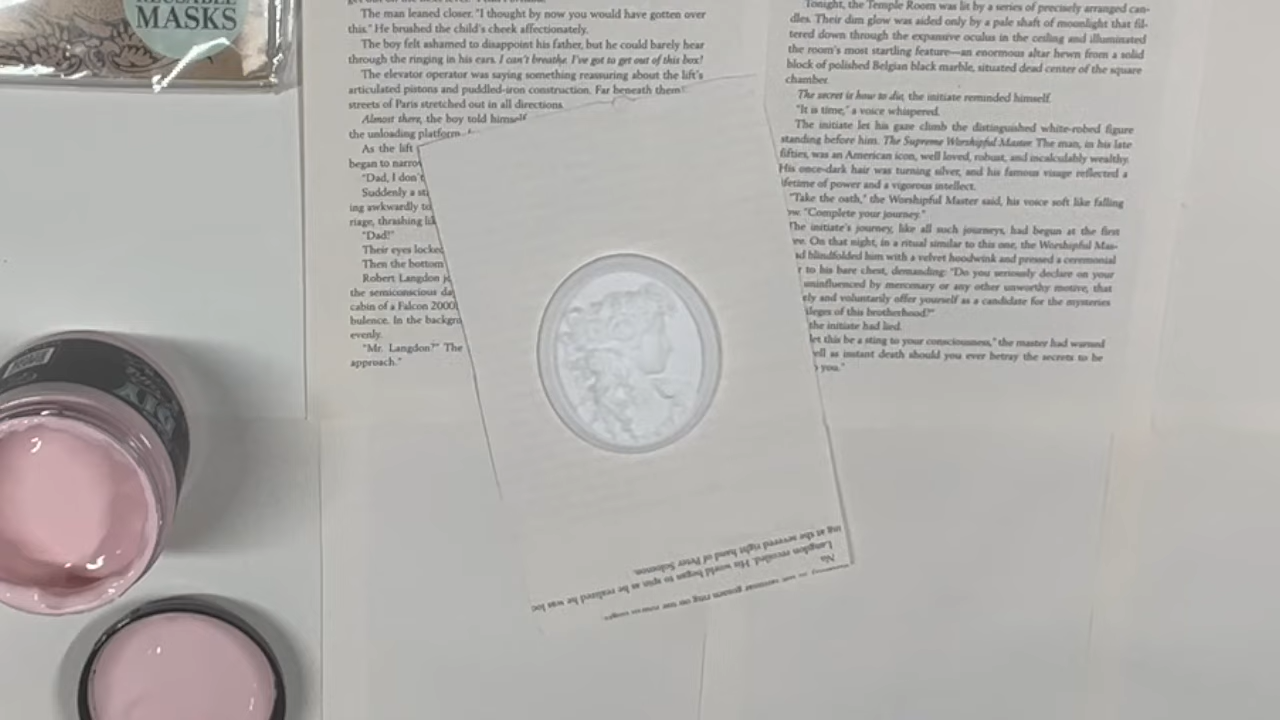 REUSABLE
MASKS
The man leaned closer. "I thought by now you would have gotten over
this." He brushed the child's cheek affectionately.
The boy felt ashamed to disappoint his father, but he could barely hear
through the ringing in his ears. I can't breathe. I've got to get out of this box!
The elevator operator was saying something reassuring about the lift's
articulated pistons and puddled-iron construction. Far beneath them
streets of Paris stretched out in all directions.
Almost there, the boy told himself
the unloading platform.
As the lift
began to narro
"Dad, I don't
Suddenly a st
ing awkwardly to
riage, thrashing lik
"Dad!"
Their eyes locked
Then the bottom
Robert Langdon j
the semiconscious da
cabin of a Falcon 2000
bulence. In the backgro
evenly.
"Mr. Langdon?" The
approach."
Tonight, the Temple Room was lit by a series of precisely arranged can-
dles. Their dim glow was aided only by a pale shaft of moonlight that fil-
tered down through the expansive oculus in the ceiling and illuminated
the room's most startling feature—an enormous altar hewn from a solid
block of polished Belgian black marble, situated dead center of the square
chamber.
The secret is how to die, the initiate reminded himself.
"It is time," a voice whispered.
The initiate let his gaze climb the distinguished white-robed figure
standing before him. The Supreme Worshipful Master. The man, in his late
fifties, was an American icon, well loved, robust, and incalculably wealthy.
His once-dark hair was turning silver, and his famous visage reflected a
lifetime of power and a vigorous intellect.
"Take the oath," the Worshipful Master said, his voice soft like falling
ow. "Complete your journey."
The initiate's journey, like all such journeys, had begun at the first
ee. On that night, in a ritual similar to this one, the Worshipful Mas-
ad blindfolded him with a velvet hoodwink and pressed a ceremonial
r to his bare chest, demanding: "Do you seriously declare on your
uninfluenced by mercenary or any other unworthy motive, that
ely and voluntarily offer yourself as a candidate for the mysteries
ileges of this brotherhood?"
the initiate had lied.
let this be a sting to your consciousness," the master had warned
ell as instant death should you ever betray the secrets to be
o you."
No
Langdon recoiled. His world began to spin as he realized he was loo
ing at the severed right hand of Peter Solomon.